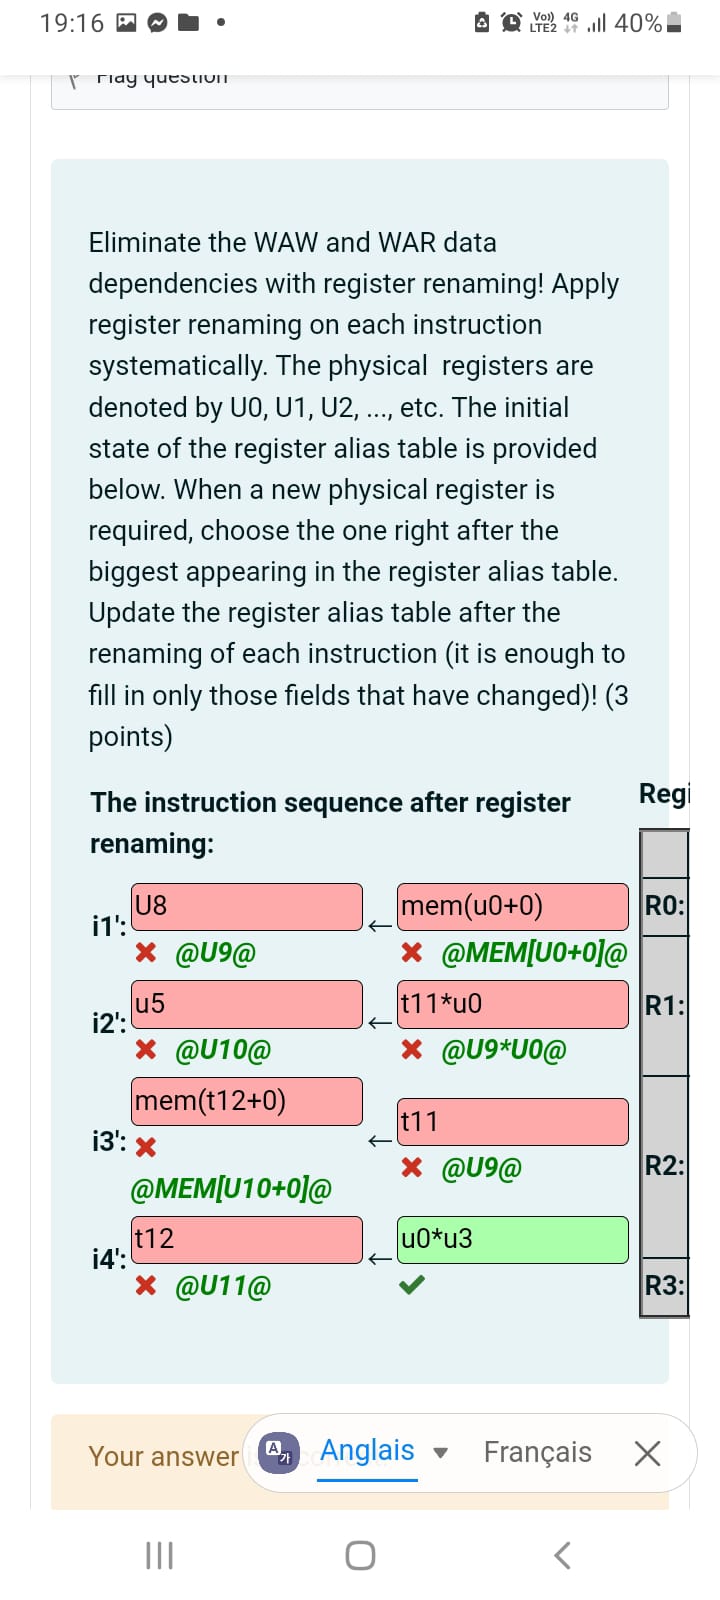 19:16 Vo)) 4G LTE2 40%
Flag question
Eliminate the WAW and WAR data
dependencies with register renaming! Apply
register renaming on each instruction
systematically. The physical registers are
denoted by U0, U1, U2, ..., etc. The initial
state of the register alias table is provided
below. When a new physical register is
required, choose the one right after the
biggest appearing in the register alias table.
Update the register alias table after the
renaming of each instruction (it is enough to
fill in only those fields that have changed)! (3
points)
The instruction sequence after register
renaming:
Regi
i1': U8 ← mem(u0+0)
✖ @U9@ ✖ @MEM[U0+0]@
i2': u5 ← t11*u0
✖ @U10@ ✖ @U9*U0@
i3': mem(t12+0) ← t11
✖ @MEM[U10+0]@ ✖ @U9@
i4': t12 ← u0*u3
✖ @U11@ ✔
R0:
R1:
R2:
R3:
Your answer
Anglais ▼ Français ✕